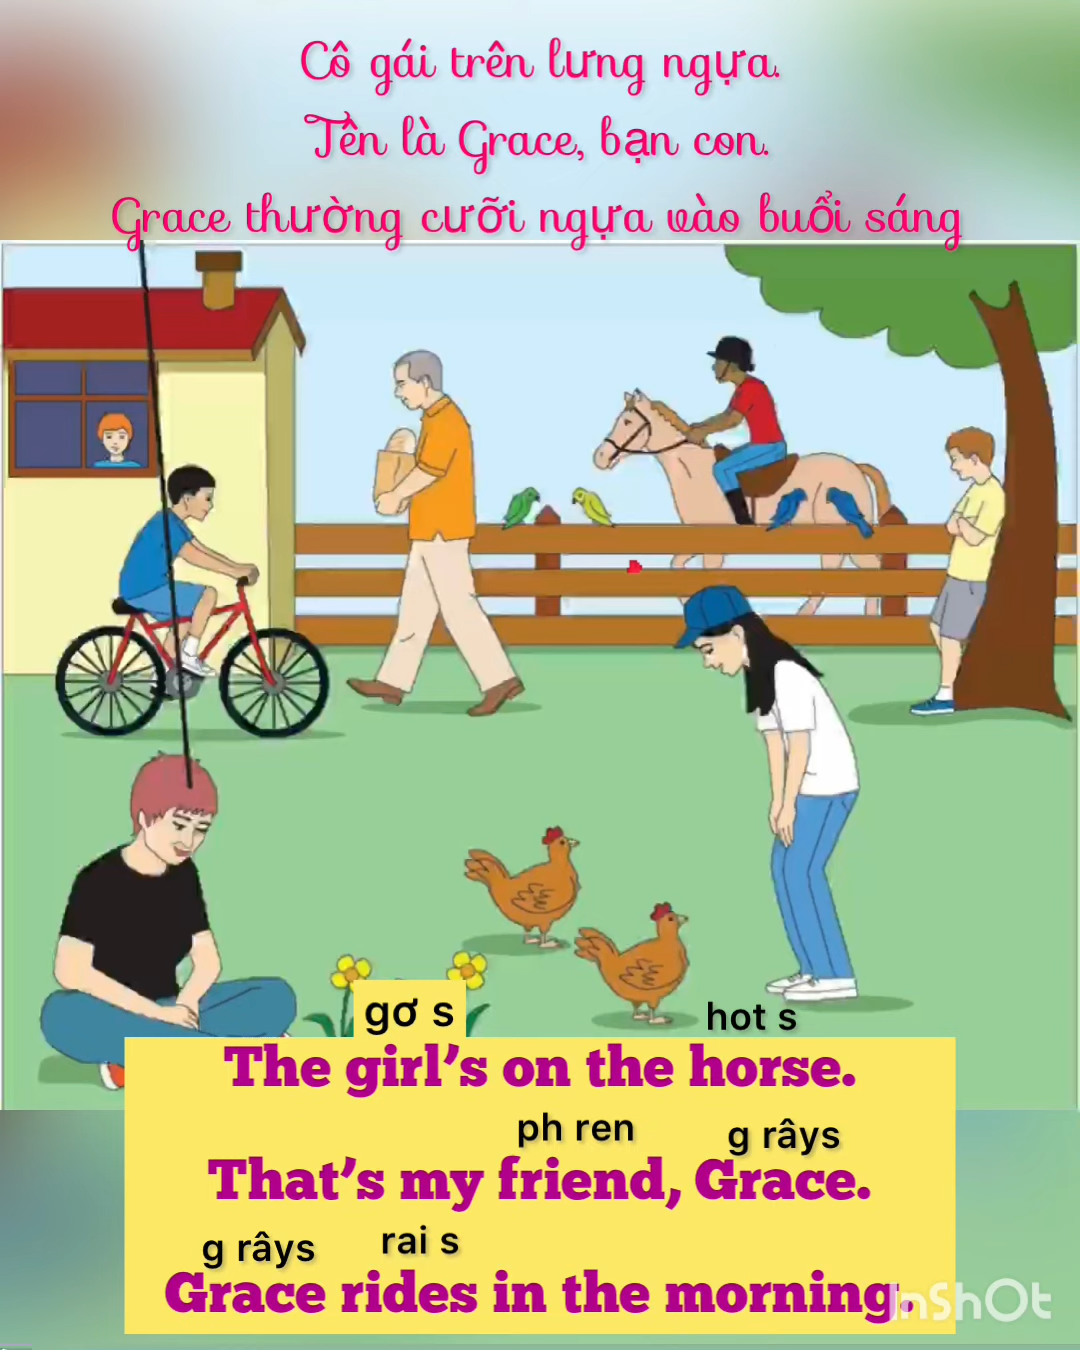 Cô gái trên lưng ngựa.
Tên là Grace, bạn con.
Grace thường cưỡi ngựa vào buổi sáng
gơ s
hot s
The girl's on the horse.
ph ren
g râys
That's my friend, Grace.
g râys
rai s
Grace rides in the morning.
InShOt